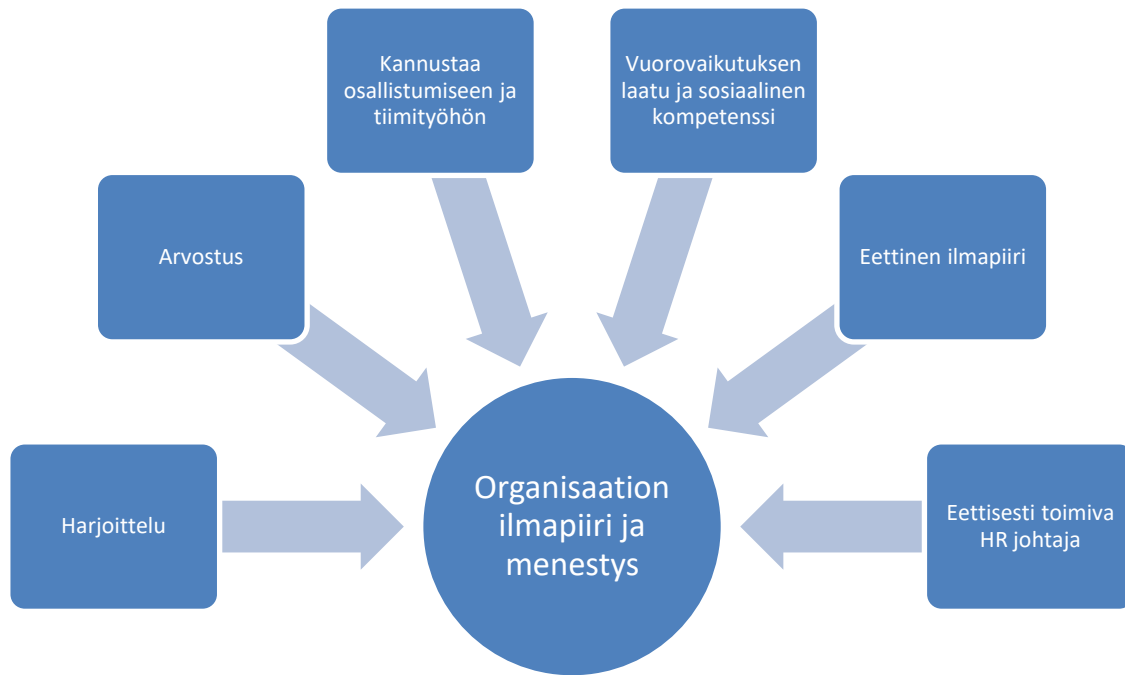 Kannustaa
osallistumiseen ja
tiimityöhön
Vuorovaikutuksen
laatu ja sosiaalinen
kompetenssi
Arvostus
Eettinen ilmapiiri
Harjoittelu
Organisaation
ilmapiiri ja
menestys
Eettisesti toimiva
HR johtaja